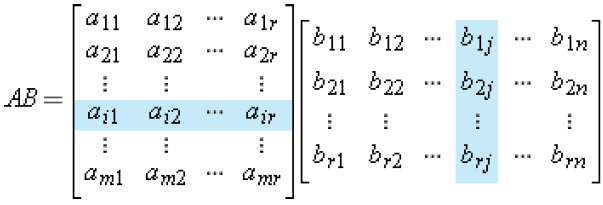 AB = [ a₁₁ a₁₂ ⋯ a₁ᵣ ; a₂₁ a₂₂ ⋯ a₂ᵣ ; ⋮ ⋮ ⋮ ; aᵢ₁ aᵢ₂ ⋯ aᵢᵣ ; ⋮ ⋮ ⋮ ; aₘ₁ aₘ₂ ⋯ aₘᵣ ] [ b₁₁ b₁₂ ⋯ b₁ⱼ ⋯ b₁ₙ ; b₂₁ b₂₂ ⋯ b₂ⱼ ⋯ b₂ₙ ; ⋮ ⋮ ⋮ ⋮ ; bᵣ₁ bᵣ₂ ⋯ bᵣⱼ ⋯ bᵣₙ ]